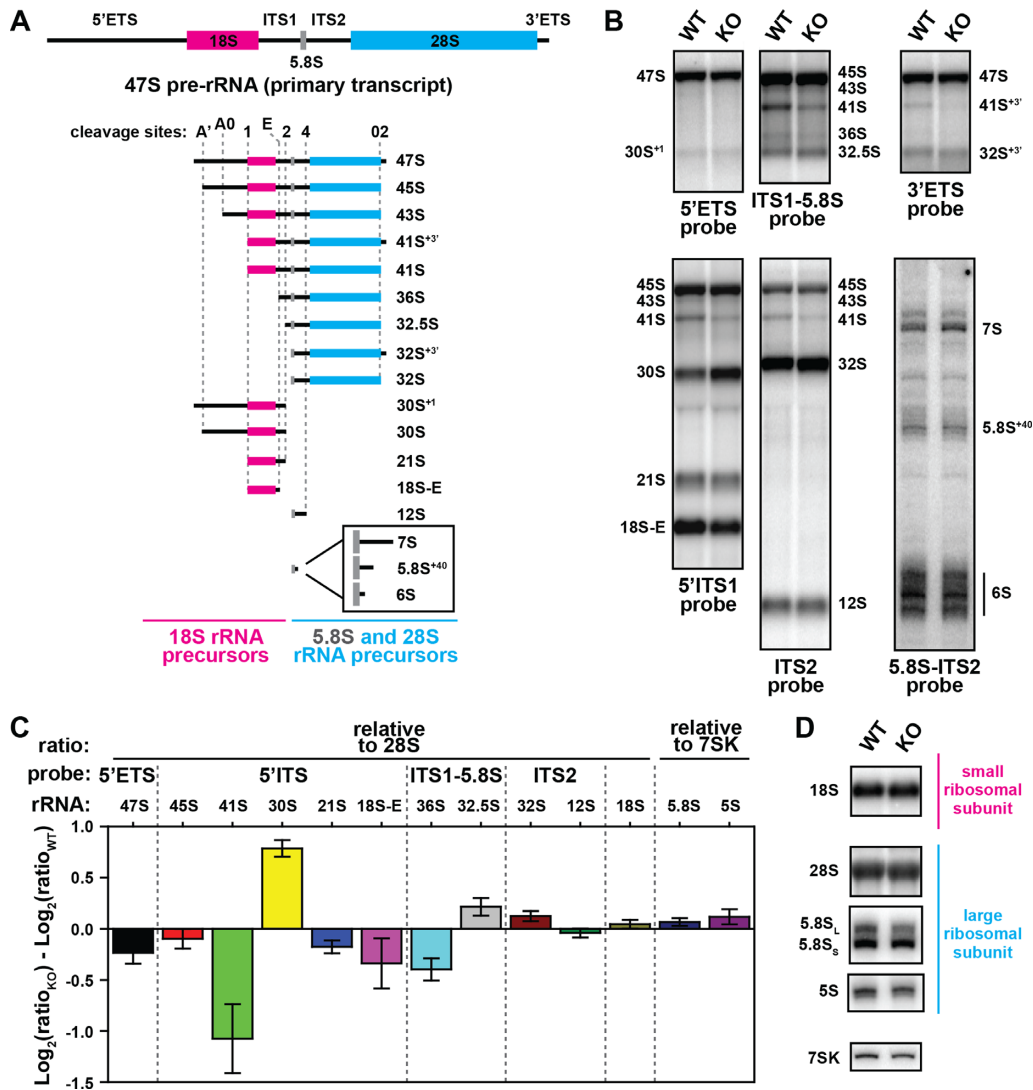 A
5'ETS
ITS1
ITS2
3'ETS
18S
28S
5.8S
47S pre-rRNA (primary transcript)
cleavage sites:
A'
A0
1
E
2
4
02
47S
45S
43S
41S+3'
41S
36S
32.5S
32S+3'
32S
30S+1
30S
21S
18S-E
12S
7S
5.8S+40
6S
18S rRNA
precursors
5.8S and 28S
rRNA precursors
B
WT KO
47S
30S+1
5'ETS
probe
WT KO
45S
43S
41S
36S
32.5S
ITS1-5.8S
probe
WT KO
47S
41S+3'
32S+3'
3'ETS
probe
45S
43S
41S
30S
21S
18S-E
5'ITS1
probe
45S
43S
41S
32S
12S
ITS2
probe
7S
5.8S+40
6S
5.8S-ITS2
probe
C
ratio:
relative
to 28S
relative
to 7SK
probe:
5'ETS
5'ITS
ITS1-5.8S
ITS2
rRNA:
47S 45S 41S 30S 21S 18S-E 36S 32.5S 32S 12S 18S 5.8S 5S
Log2(ratioKO) - Log2(ratioWT)
1.0
0.5
0.0
-0.5
-1.0
-1.5
D
WT KO
18S
small
ribosomal
subunit
28S
5.8SL
5.8SS
5S
large
ribosomal
subunit
7SK